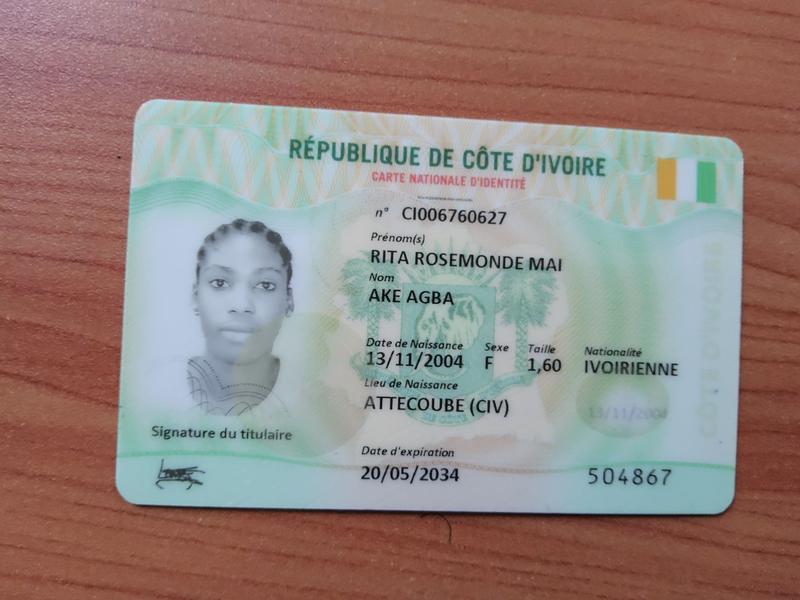 RÉPUBLIQUE DE CÔTE D'IVOIRE
CARTE NATIONALE D'IDENTITÉ
n° CI006760627
Prénom(s)
RITA ROSEMONDE MAI
Nom
AKE AGBA
Date de Naissance Sexe Taille Nationalité
13/11/2004 F 1,60 IVOIRIENNE
Lieu de Naissance
ATTECOUBE (CIV)
13/11/2004
Signature du titulaire
Date d'expiration
20/05/2034
504867
CÔTE D'IVOIRE